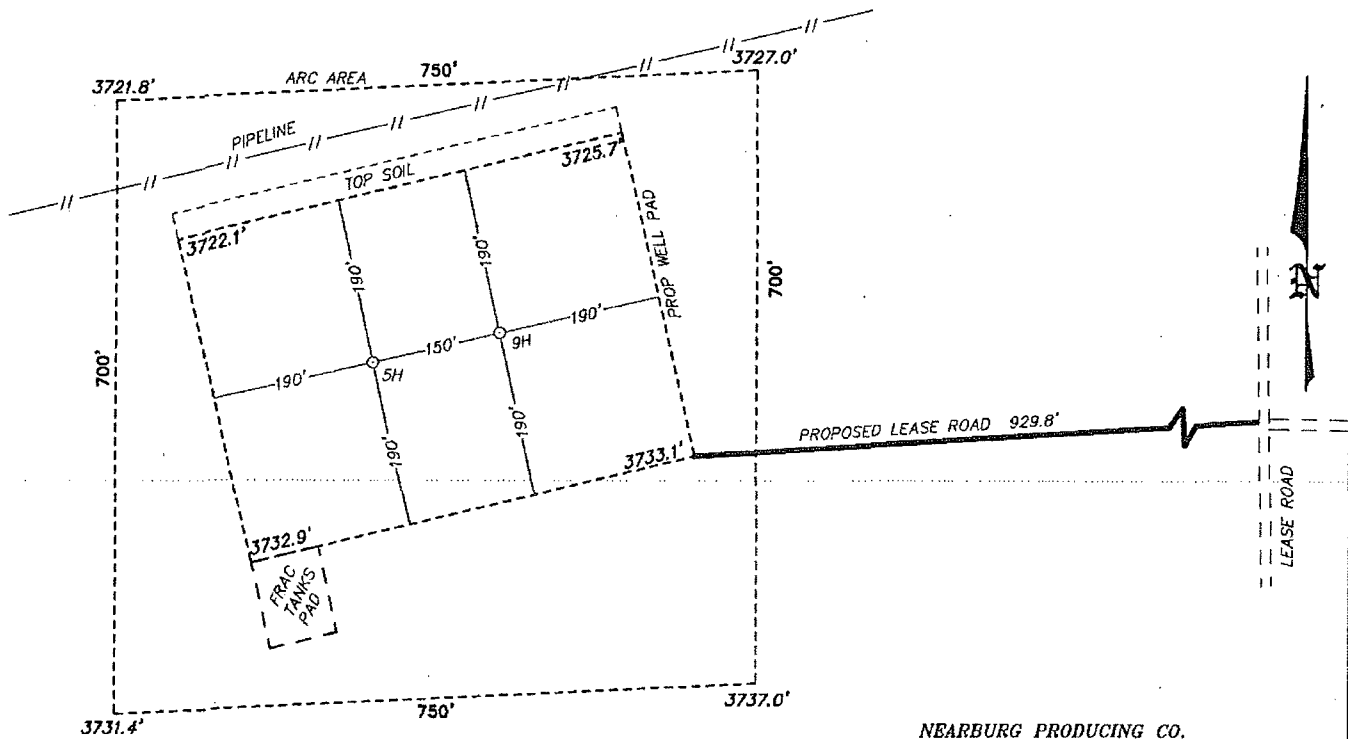 3721.8'
ARC AREA
750'
3727.0'
PIPELINE
TOP SOIL
3725.7'
3722.1'
190'
190'
PROP WELL PAD
700'
190'
150'
190'
5H
9H
700'
190'
190'
N
PROPOSED LEASE ROAD 929.8'
3733.1'
LEASE ROAD
3732.9'
FRAC
TANKS
PAD
3731.4'
750'
3737.0'
NEARBURG PRODUCING CO.